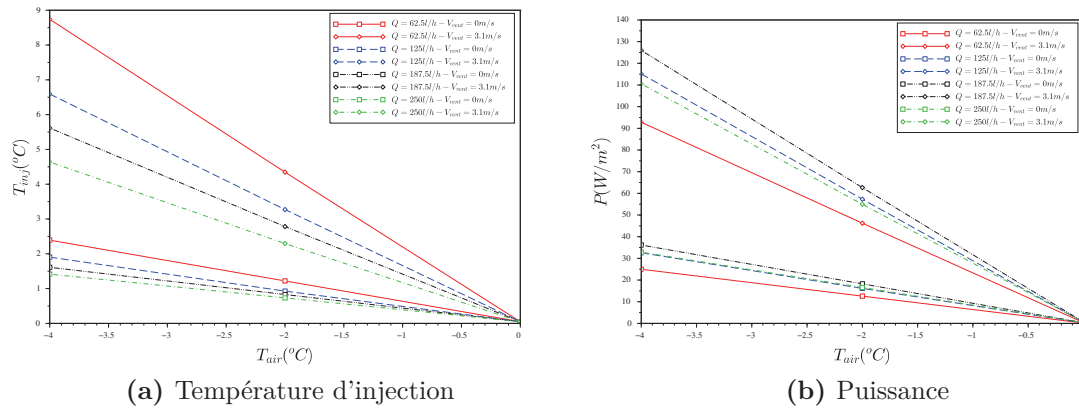 9
8
7
6
5
4
3
2
1
0
T_inj(°C)
-4 -3.5 -3 -2.5 -2 -1.5 -1 -0.5 0
T_air(°C)
Q = 62.5l/h − V_vent = 0m/s
Q = 62.5l/h − V_vent = 3.1m/s
Q = 125l/h − V_vent = 0m/s
Q = 125l/h − V_vent = 3.1m/s
Q = 187.5l/h − V_vent = 0m/s
Q = 187.5l/h − V_vent = 3.1m/s
Q = 250l/h − V_vent = 0m/s
Q = 250l/h − V_vent = 3.1m/s
(a) Température d'injection
140
130
120
110
100
90
80
70
60
50
40
30
20
10
0
P(W/m²)
-4 -3.5 -3 -2.5 -2 -1.5 -1 -0.5
T_air(°C)
Q = 62.5l/h − V_vent = 0m/s
Q = 62.5l/h − V_vent = 3.1m/s
Q = 125l/h − V_vent = 0m/s
Q = 125l/h − V_vent = 3.1m/s
Q = 187.5l/h − V_vent = 0m/s
Q = 187.5l/h − V_vent = 3.1m/s
Q = 250l/h − V_vent = 0m/s
Q = 250l/h − V_vent = 3.1m/s
(b) Puissance